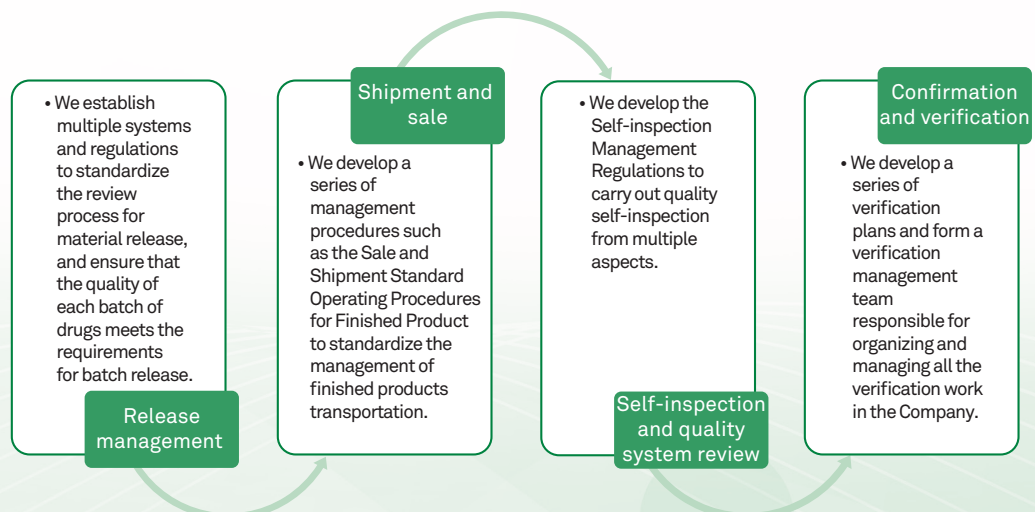 • We establish
multiple systems
and regulations
to standardize
the review
process for
material release,
and ensure that
the quality of
each batch of
drugs meets the
requirements
for batch release.
Release
management
Shipment and
sale
• We develop a
series of
management
procedures such
as the Sale and
Shipment Standard
Operating Procedures
for Finished Product
to standardize the
management of
finished products
transportation.
• We develop the
Self-inspection
Management
Regulations to
carry out quality
self-inspection
from multiple
aspects.
Self-inspection
and quality
system review
Confirmation
and verification
• We develop a
series of
verification
plans and form a
verification
management
team
responsible for
organizing and
managing all the
verification work
in the Company.